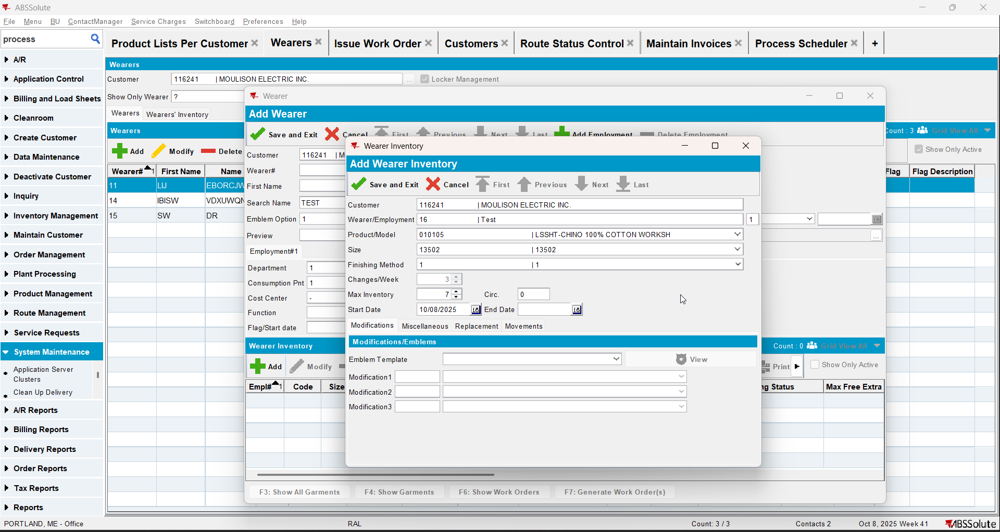 ABSSolute
File Menu BU ContactManager Service Charges Switchboard Preferences Help
process
Product Lists Per Customer
Wearers
Issue Work Order
Customers
Route Status Control
Maintain Invoices
Process Scheduler
+
A/R
Application Control
Billing and Load Sheets
Cleanroom
Create Customer
Data Maintenance
Deactivate Customer
Inquiry
Inventory Management
Maintain Customer
Order Management
Plant Processing
Product Management
Route Management
Service Requests
System Maintenance
Application Server
Clusters
Clean Up Delivery
A/R Reports
Billing Reports
Delivery Reports
Order Reports
Tax Reports
Reports
Wearers
Customer 116241 | MOULISON ELECTRIC INC. ... Locker Management
Show Only Wearer ?
Wearers Wearers' Inventory
Wearers
Count : 3 Grid View All
Add Modify Delete
Show Only Active
Wearer# 1 First Name Name
Flag Flag Description
11 LIJ EBORCJW
14 IBISW VDXUWQN
15 SW DR
Wearer
Add Wearer
Save and Exit Cancel First Previous Next Last Add Employment Delete Employment
Customer 116241 | M
Wearer#
First Name
Search Name TEST
Emblem Option 1
16
Preview
...
Employment#1
Department 1
Consumption Pnt 1
Cost Center -
Function
Flag/Start date
Wearer Inventory
Count : 0 Grid View All
Add Modify
Print Show Only Active
Empl# 1 Code Size
ng Status Max Free Extra
F3: Show All Garments F4: Show Garments F6: Show Work Orders F7: Generate Work Order(s)
Wearer Inventory
Add Wearer Inventory
Save and Exit Cancel First Previous Next Last
Customer 116241 | MOULISON ELECTRIC INC.
Wearer/Employment 16 | Test 1
Product/Model 010105 | LSSHT-CHINO 100% COTTON WORKSH
Size 13502 | 13502
Finishing Method 1 | 1
Changes/Week 3
Max Inventory 7 Circ. 0
Start Date 10/08/2025 16 End Date 16
Modifications Miscellaneous Replacement Movements
Modifications/Emblems
Emblem Template View
Modification1
Modification2
Modification3
PORTLAND, ME - Office RAL Count: 3 / 3 Contacts 2 Oct 8, 2025 Week 41 ABSSolute